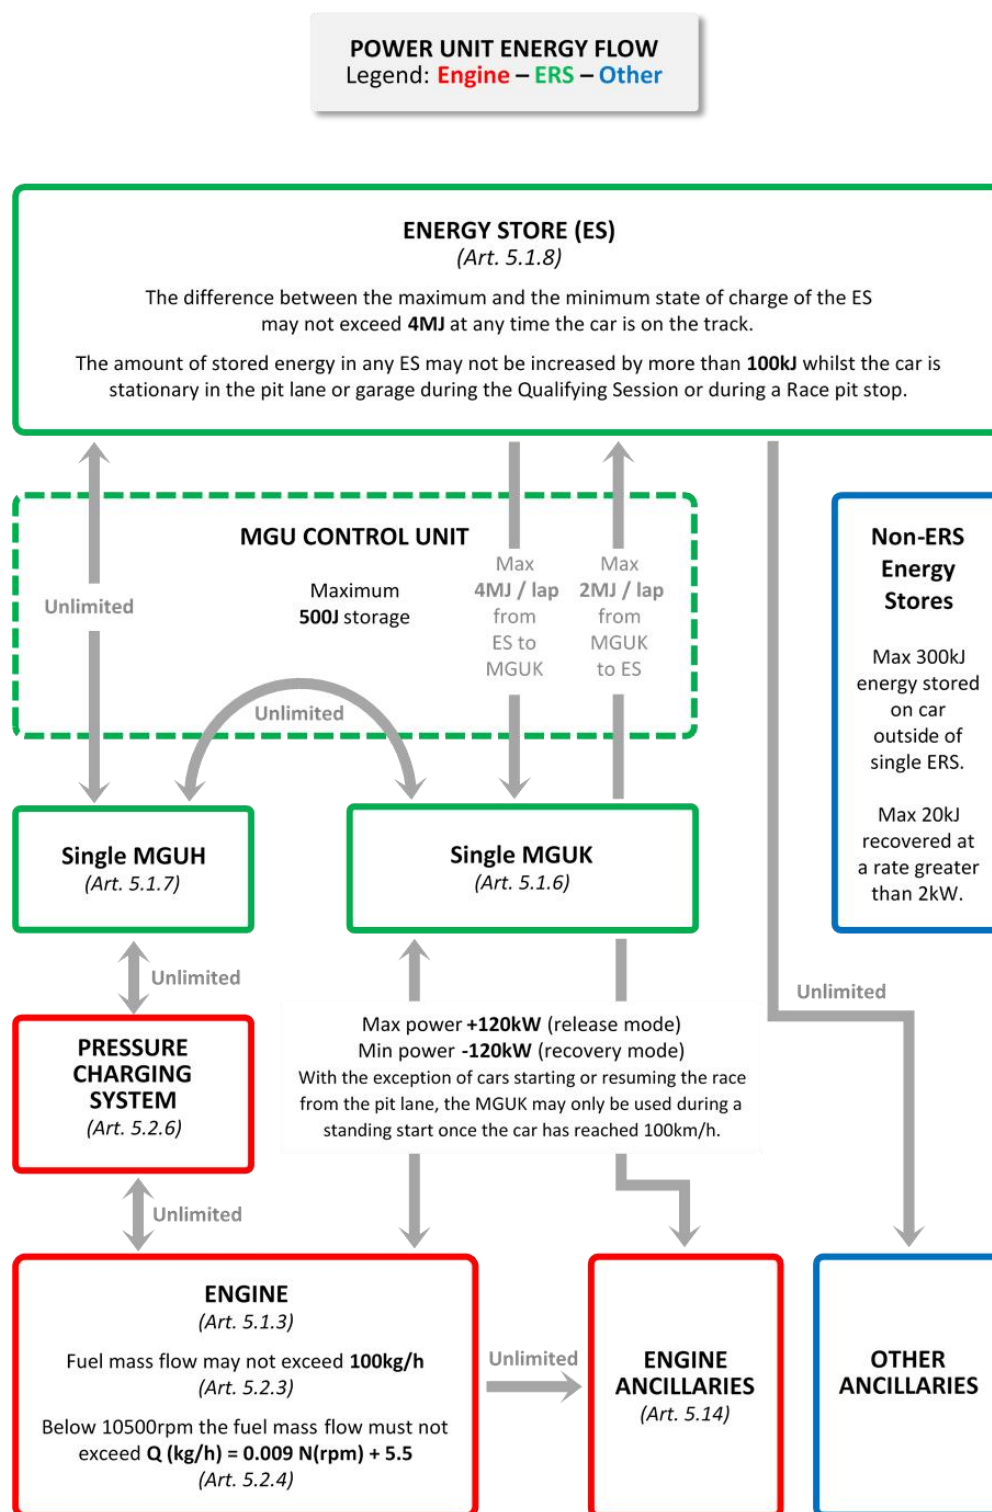 POWER UNIT ENERGY FLOW
Legend: Engine – ERS – Other
ENERGY STORE (ES)
(Art. 5.1.8)
The difference between the maximum and the minimum state of charge of the ES
may not exceed 4MJ at any time the car is on the track.
The amount of stored energy in any ES may not be increased by more than 100kJ whilst the car is
stationary in the pit lane or garage during the Qualifying Session or during a Race pit stop.
MGU CONTROL UNIT
Maximum
500J storage
Unlimited
Max
4MJ / lap
from
ES to
MGUK
Max
2MJ / lap
from
MGUK
to ES
Unlimited
Non-ERS
Energy
Stores
Max 300kJ
energy stored
on car
outside of
single ERS.
Max 20kJ
recovered at
a rate greater
than 2kW.
Single MGUH
(Art. 5.1.7)
Single MGUK
(Art. 5.1.6)
Unlimited
Unlimited
PRESSURE
CHARGING
SYSTEM
(Art. 5.2.6)
Max power +120kW (release mode)
Min power -120kW (recovery mode)
With the exception of cars starting or resuming the race
from the pit lane, the MGUK may only be used during a
standing start once the car has reached 100km/h.
Unlimited
ENGINE
(Art. 5.1.3)
Fuel mass flow may not exceed 100kg/h
(Art. 5.2.3)
Below 10500rpm the fuel mass flow must not
exceed Q (kg/h) = 0.009 N(rpm) + 5.5
(Art. 5.2.4)
Unlimited
ENGINE
ANCILLARIES
(Art. 5.14)
OTHER
ANCILLARIES